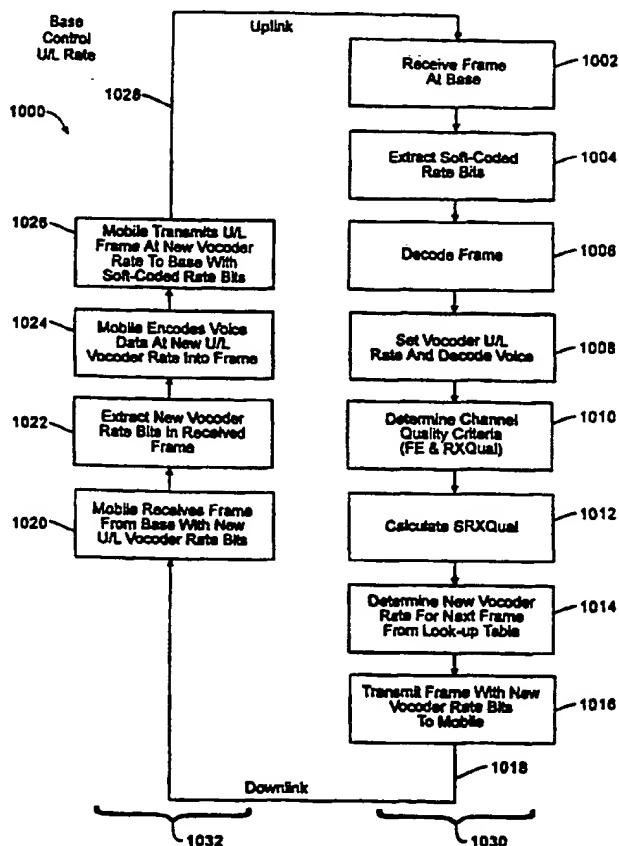 Base
Control
U/L Rate
1000
Uplink
1028
Receive Frame
At Base
1002
Extract Soft-Coded
Rate Bits
1004
Decode Frame
1006
Set Vocoder U/L
Rate And Decode Voice
1008
Determine Channel
Quality Criteria
(FE & RXQual)
1010
Calculate SRXQual
1012
Determine New Vocoder
Rate For Next Frame
From Look-up Table
1014
Transmit Frame With New
Vocoder Rate Bits
To Mobile
1016
1018
Downlink
1026
Mobile Transmits U/L
Frame At New Vocoder
Rate To Base With
Soft-Coded Rate Bits
1024
Mobile Encodes Voice
Data At New U/L
Vocoder Rate Into Frame
1022
Extract New Vocoder
Rate Bits In Received
Frame
1020
Mobile Receives Frame
From Base With New
U/L Vocoder Rate Bits
1032
1030